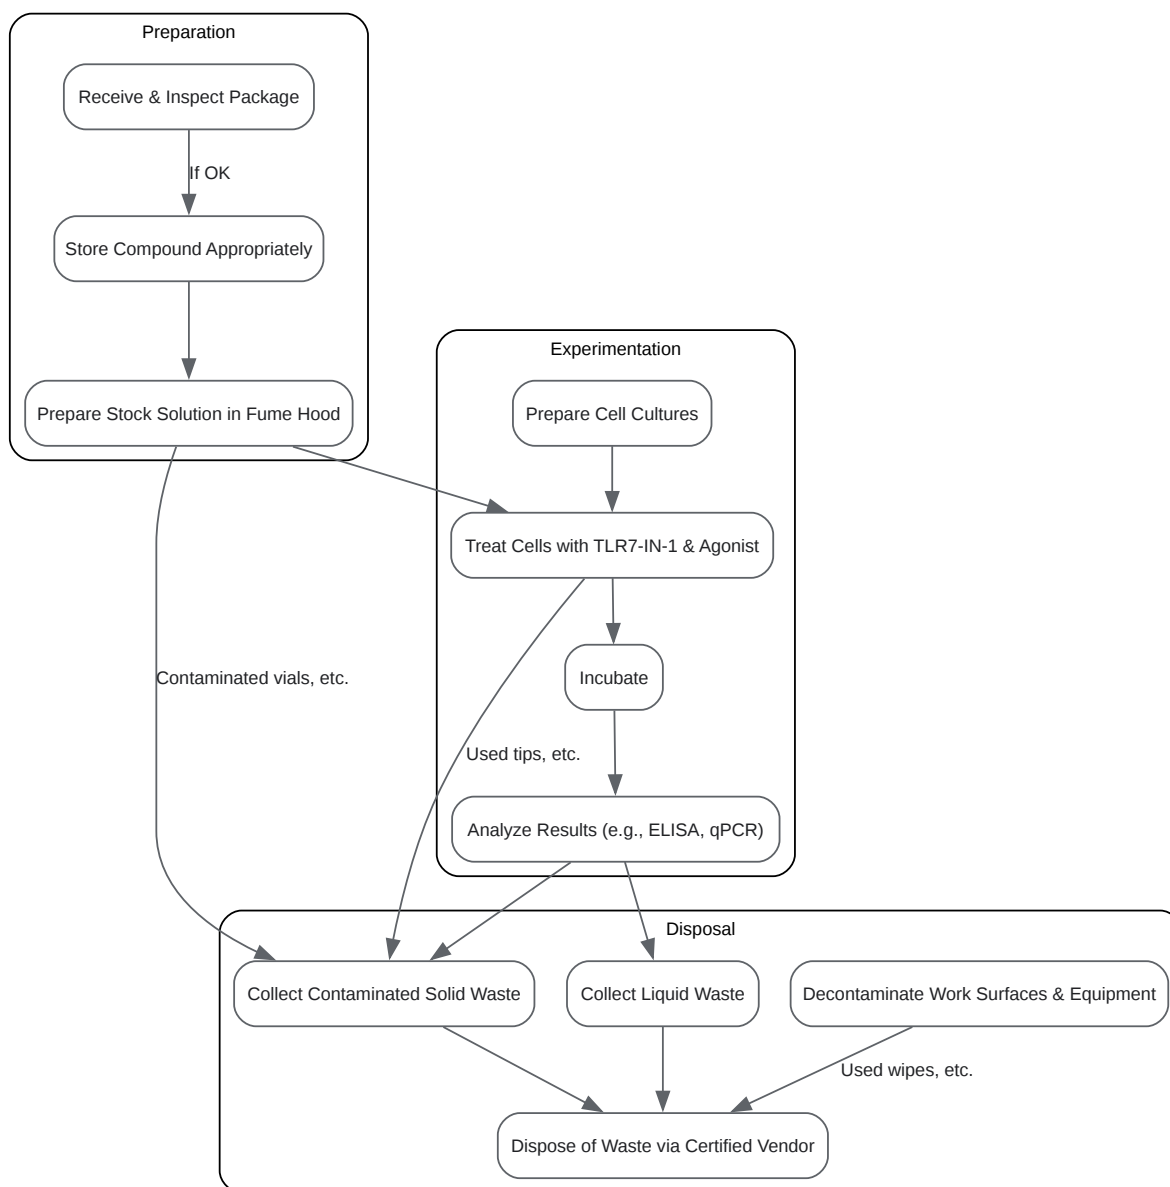 Preparation
Receive & Inspect Package
If OK
Store Compound Appropriately
Prepare Stock Solution in Fume Hood
Experimentation
Prepare Cell Cultures
Treat Cells with TLR7-IN-1 & Agonist
Incubate
Contaminated vials, etc.
Used tips, etc.
Analyze Results (e.g., ELISA, qPCR)
Disposal
Collect Contaminated Solid Waste
Collect Liquid Waste
Decontaminate Work Surfaces & Equipment
Used wipes, etc.
Dispose of Waste via Certified Vendor